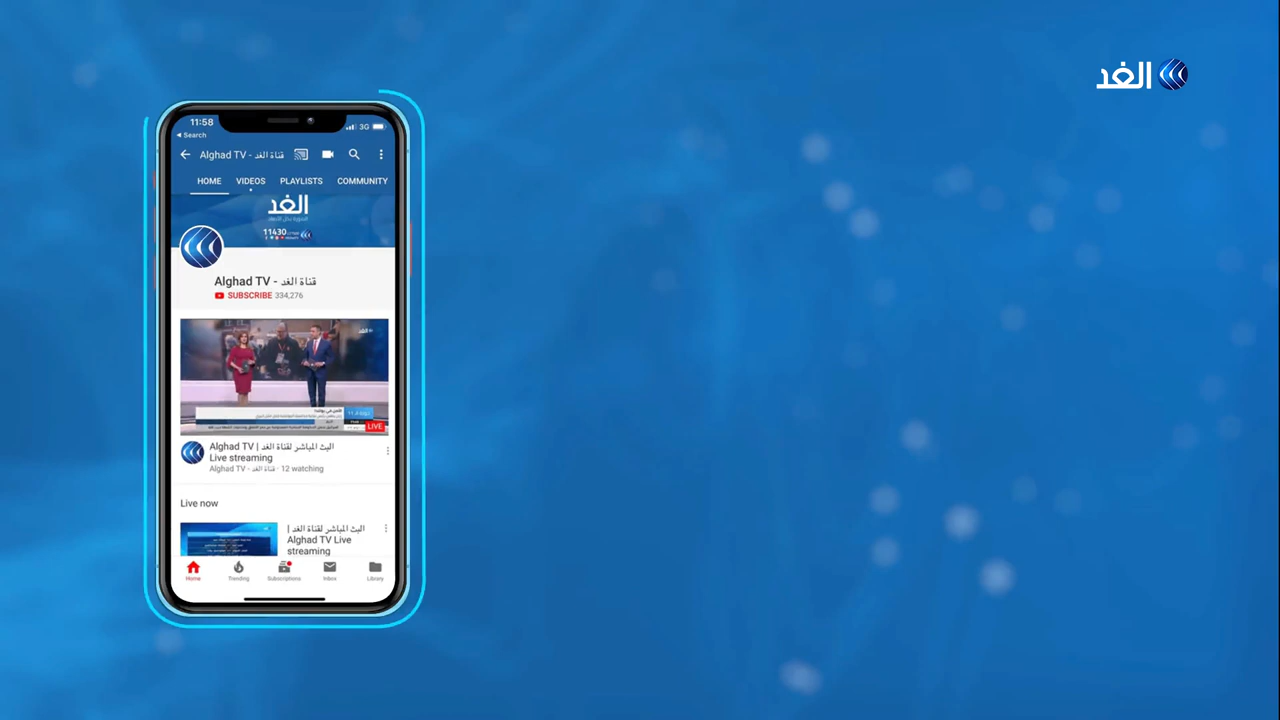 الغد
11:58
3G
Search
Alghad TV - قناة الغد
HOME VIDEOS PLAYLISTS COMMUNITY
الغد
11430
Alghad TV - قناة الغد
SUBSCRIBE 334,276
الغد
LIVE
البث المباشر لقناة الغد | Alghad TV
Live streaming
Alghad TV - قناة الغد · 12 watching
Live now
البث المباشر لقناة الغد |
Alghad TV Live
streaming
Home Trending Subscriptions Inbox Library